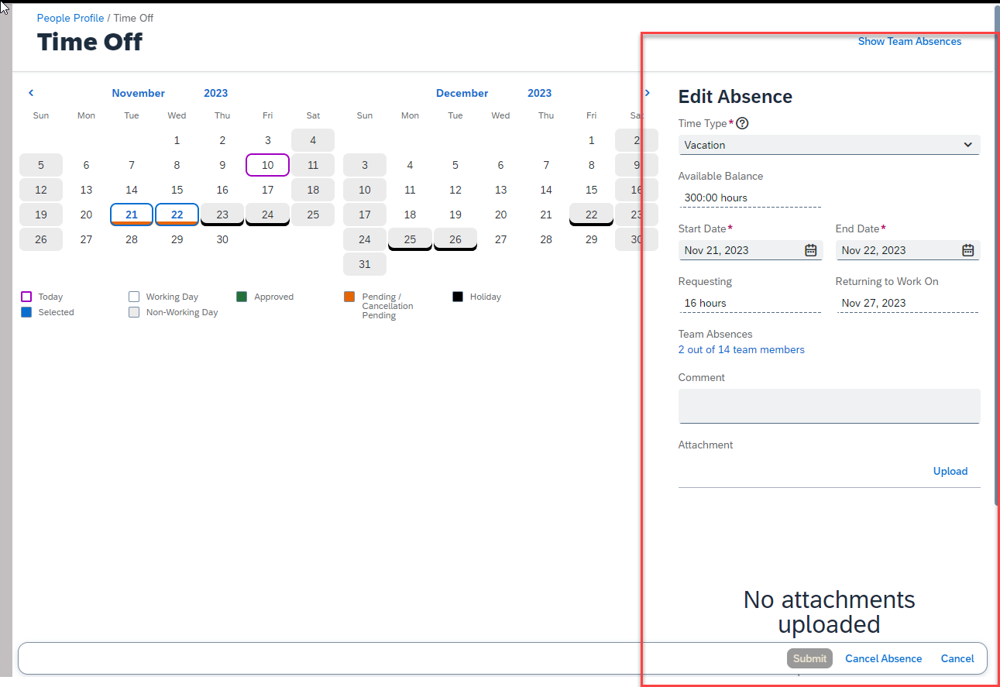 People Profile / Time Off
Time Off
Show Team Absences
November 2023
Sun Mon Tue Wed Thu Fri Sat
1 2 3 4
5 6 7 8 9 10 11
12 13 14 15 16 17 18
19 20 21 22 23 24 25
26 27 28 29 30
December 2023
Sun Mon Tue Wed Thu Fri Sat
1 2
3 4 5 6 7 8 9
10 11 12 13 14 15 16
17 18 19 20 21 22 23
24 25 26 27 28 29 30
31
Today
Selected
Working Day
Non-Working Day
Approved
Pending /
Cancellation
Pending
Holiday
Edit Absence
Time Type* ?
Vacation
Available Balance
300:00 hours
Start Date* End Date*
Nov 21, 2023 Nov 22, 2023
Requesting Returning to Work On
16 hours Nov 27, 2023
Team Absences
2 out of 14 team members
Comment
Attachment
Upload
No attachments
uploaded
Submit Cancel Absence Cancel